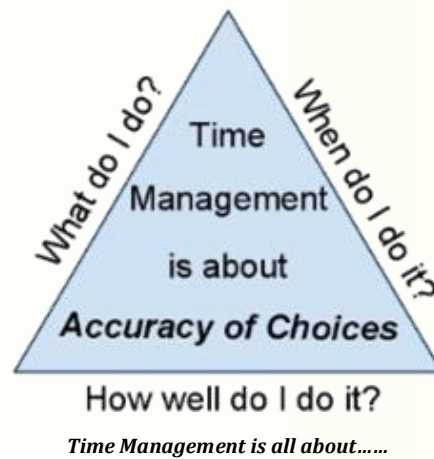 What do I do?
When do I do it?
Time
Management
is about
Accuracy of Choices
How well do I do it?
Time Management is all about......